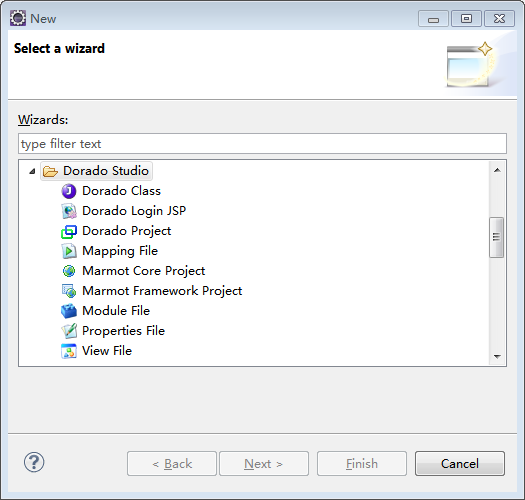 New
Select a wizard
Wizards:
type filter text
Dorado Studio
Dorado Class
Dorado Login JSP
Dorado Project
Mapping File
Marmot Core Project
Marmot Framework Project
Module File
Properties File
View File
? < Back Next > Finish Cancel